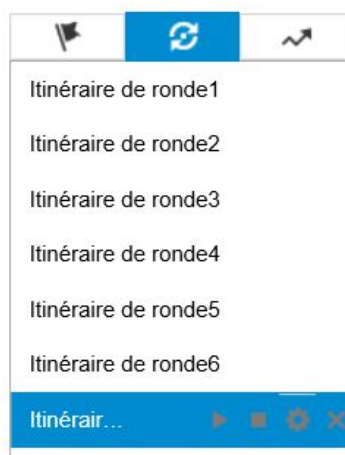 Itinéraire de ronde1
Itinéraire de ronde2
Itinéraire de ronde3
Itinéraire de ronde4
Itinéraire de ronde5
Itinéraire de ronde6
Itinérair...